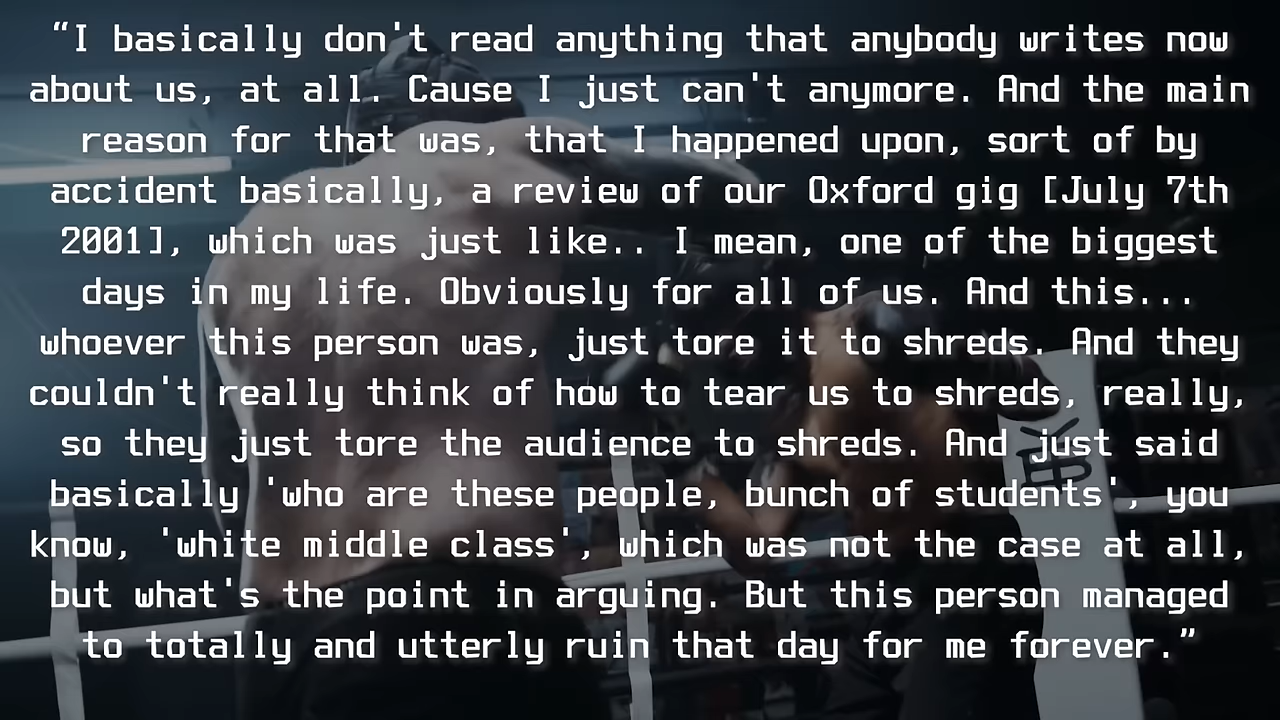 “I basically don't read anything that anybody writes now
about us, at all. Cause I just can't anymore. And the main
reason for that was, that I happened upon, sort of by
accident basically, a review of our Oxford gig [July 7th
2001], which was just like.. I mean, one of the biggest
days in my life. Obviously for all of us. And this...
whoever this person was, just tore it to shreds. And they
couldn't really think of how to tear us to shreds, really,
so they just tore the audience to shreds. And just said
basically 'who are these people, bunch of students', you
know, 'white middle class', which was not the case at all,
but what's the point in arguing. But this person managed
to totally and utterly ruin that day for me forever.”